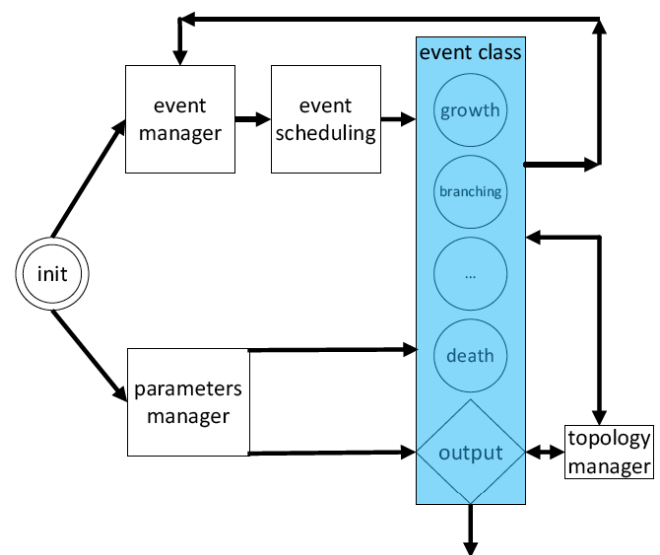 event class
event
manager
event
scheduling
growth
branching
init
...
death
parameters
manager
output
topology
manager